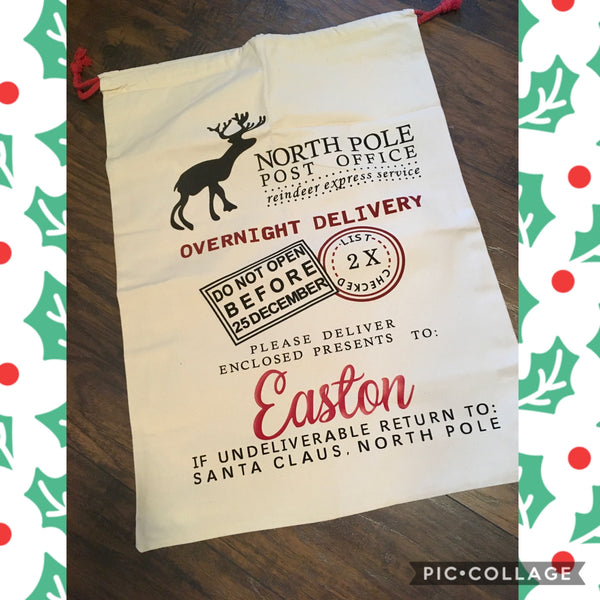 NORTH POLE
POST OFFICE
reindeer express service
OVERNIGHT DELIVERY
DO NOT OPEN
BEFORE
25 DECEMBER
LIST
2 X
CHECKED
PLEASE DELIVER
ENCLOSED PRESENTS TO:
Easton
IF UNDELIVERABLE RETURN TO:
SANTA CLAUS, NORTH POLE
PIC•COLLAGE